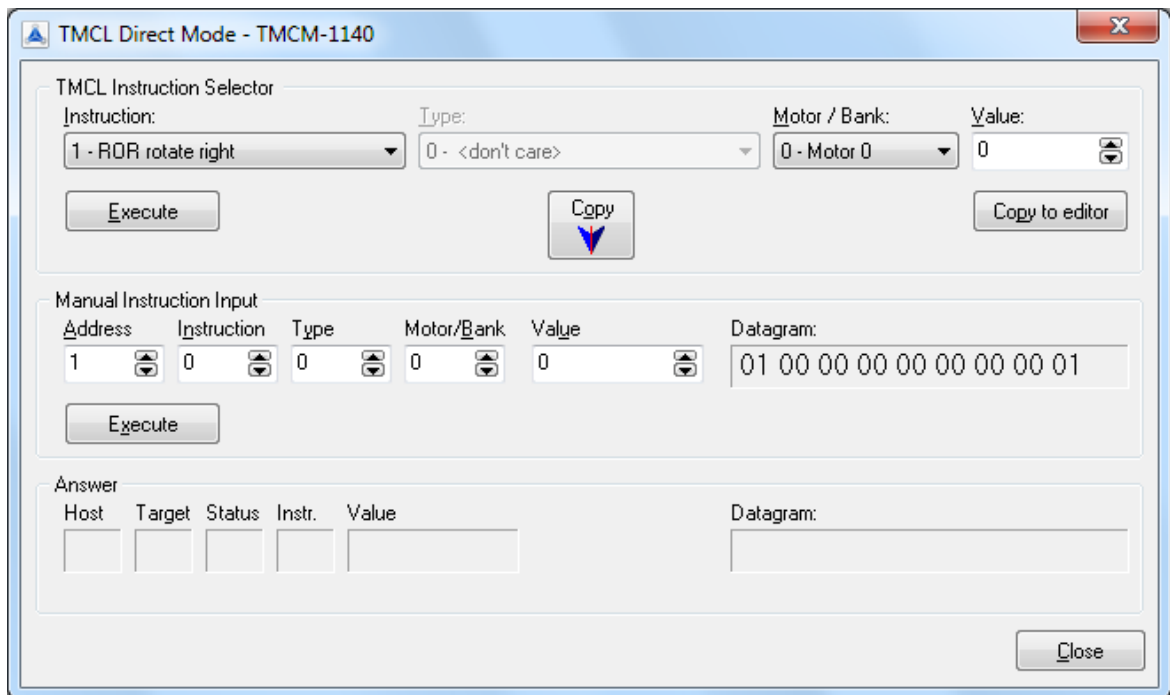 TMCL Direct Mode - TMCM-1140
x
TMCL Instruction Selector
Instruction: Type: Motor / Bank: Value:
1 - ROR rotate right 0 - <don't care> 0 - Motor 0 0
Execute Copy Copy to editor
Manual Instruction Input
Address Instruction Type Motor/Bank Value Datagram:
1 0 0 0 0 01 00 00 00 00 00 00 00 01
Execute
Answer
Host Target Status Instr. Value Datagram:
Close